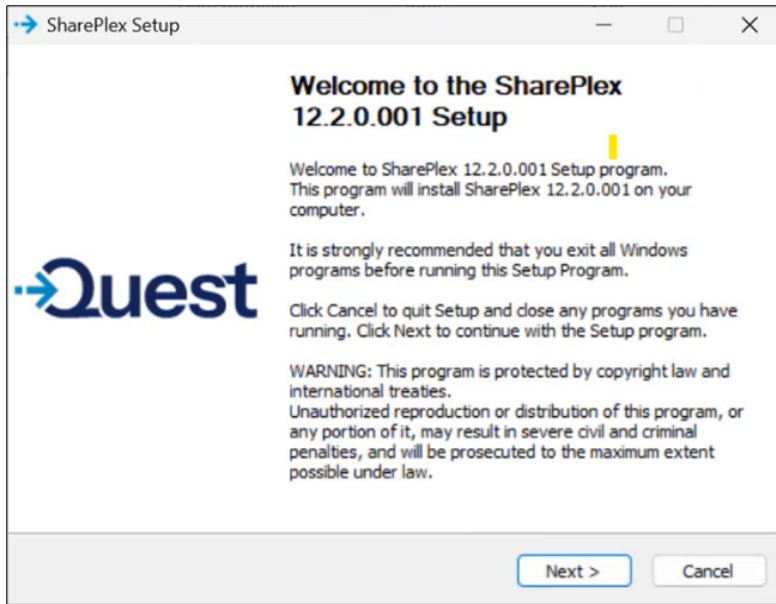 SharePlex Setup
Welcome to the SharePlex
12.2.0.001 Setup
Welcome to SharePlex 12.2.0.001 Setup program.
This program will install SharePlex 12.2.0.001 on your
computer.
It is strongly recommended that you exit all Windows
programs before running this Setup Program.
Quest
Click Cancel to quit Setup and close any programs you have
running. Click Next to continue with the Setup program.
WARNING: This program is protected by copyright law and
international treaties.
Unauthorized reproduction or distribution of this program, or
any portion of it, may result in severe civil and criminal
penalties, and will be prosecuted to the maximum extent
possible under law.
Next >
Cancel